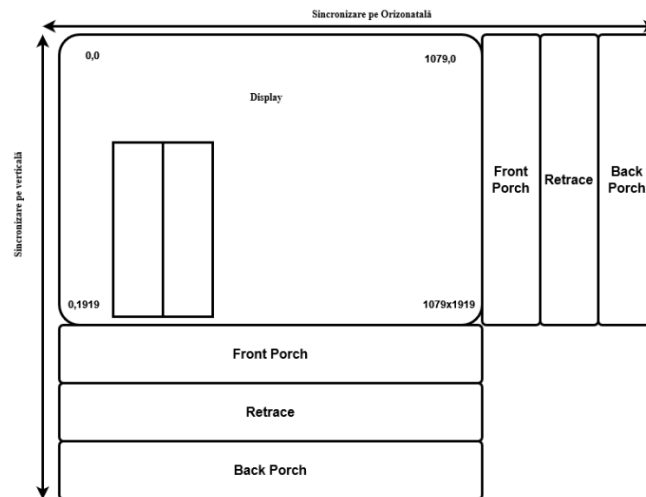 Sincronizare pe Orizonatală
0,0
1079,0
Display
Sincronizare pe verticală
Front
Porch
Retrace
Back
Porch
0,1919
1079x1919
Front Porch
Retrace
Back Porch